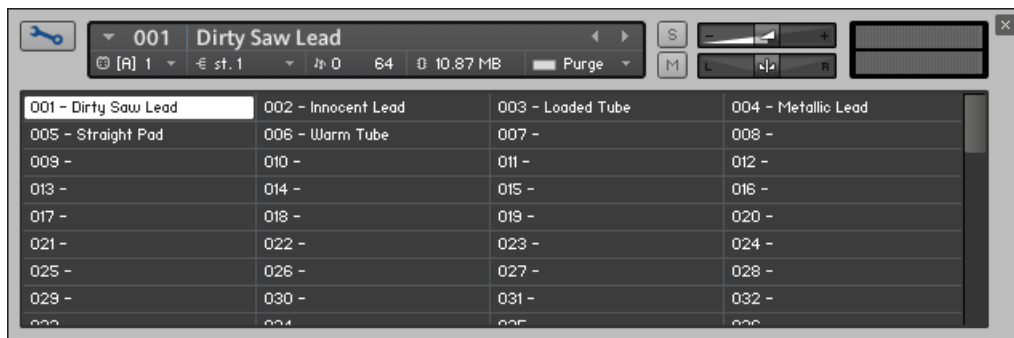 001 Dirty Saw Lead S - + ×
[A] 1 st. 1 0 64 10.87 MB Purge M L R
001 - Dirty Saw Lead 002 - Innocent Lead 003 - Loaded Tube 004 - Metallic Lead
005 - Straight Pad 006 - Warm Tube 007 - 008 -
009 - 010 - 011 - 012 -
013 - 014 - 015 - 016 -
017 - 018 - 019 - 020 -
021 - 022 - 023 - 024 -
025 - 026 - 027 - 028 -
029 - 030 - 031 - 032 -